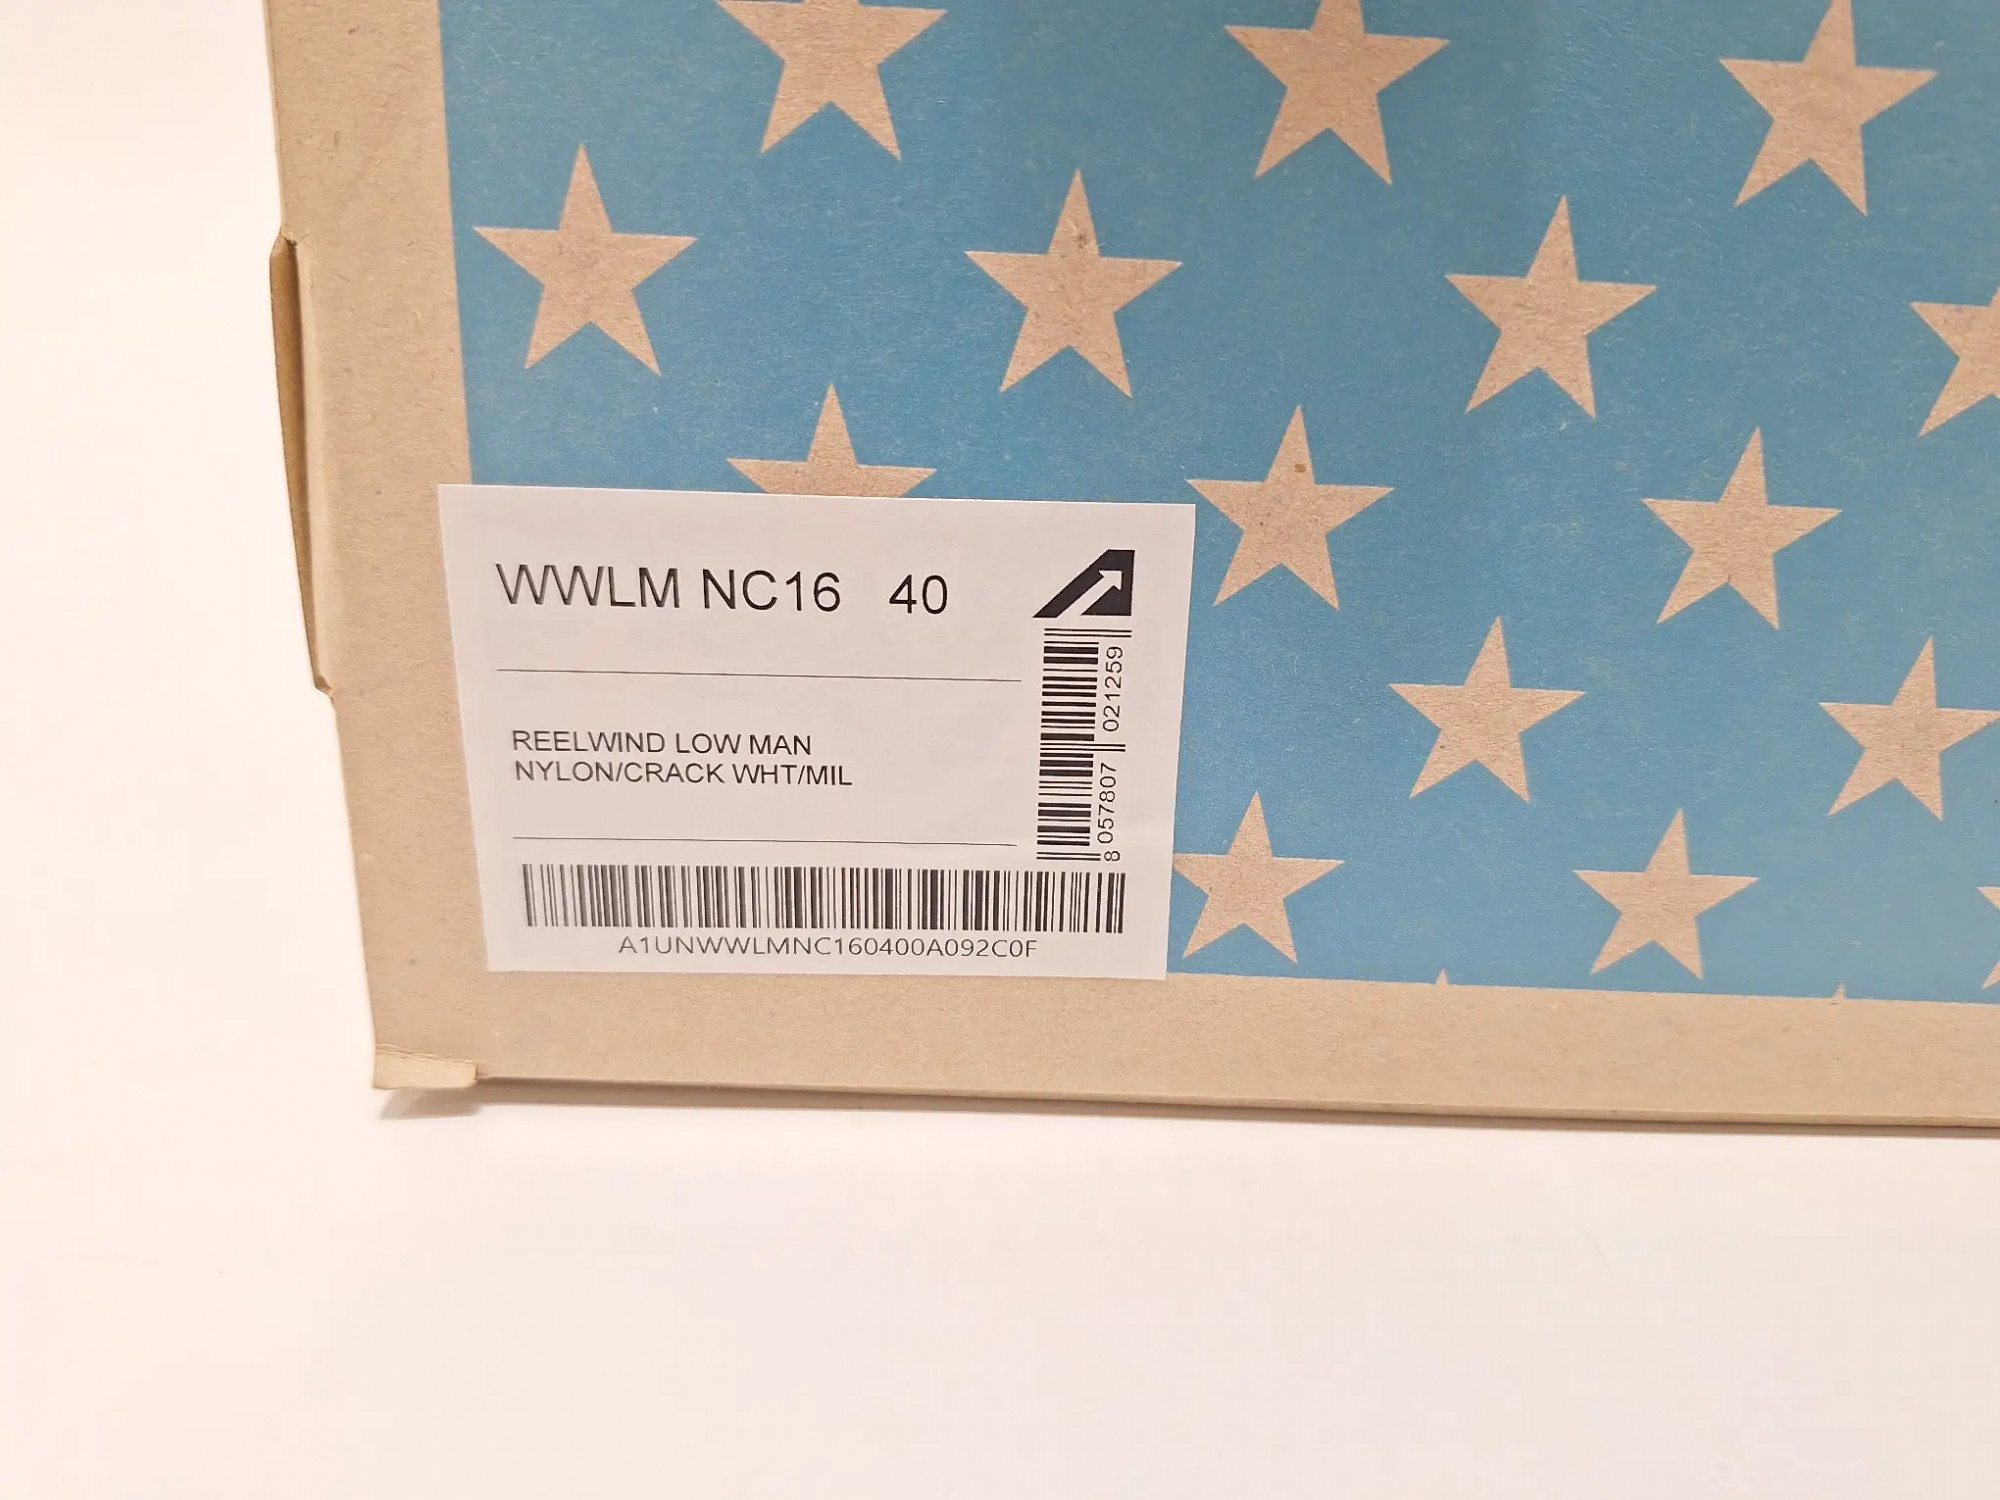 WWLM NC16 40
REELWIND LOW MAN
NYLON/CRACK WHT/MIL
8 057807 021259
A1UNWWLMNC160400A092C0F